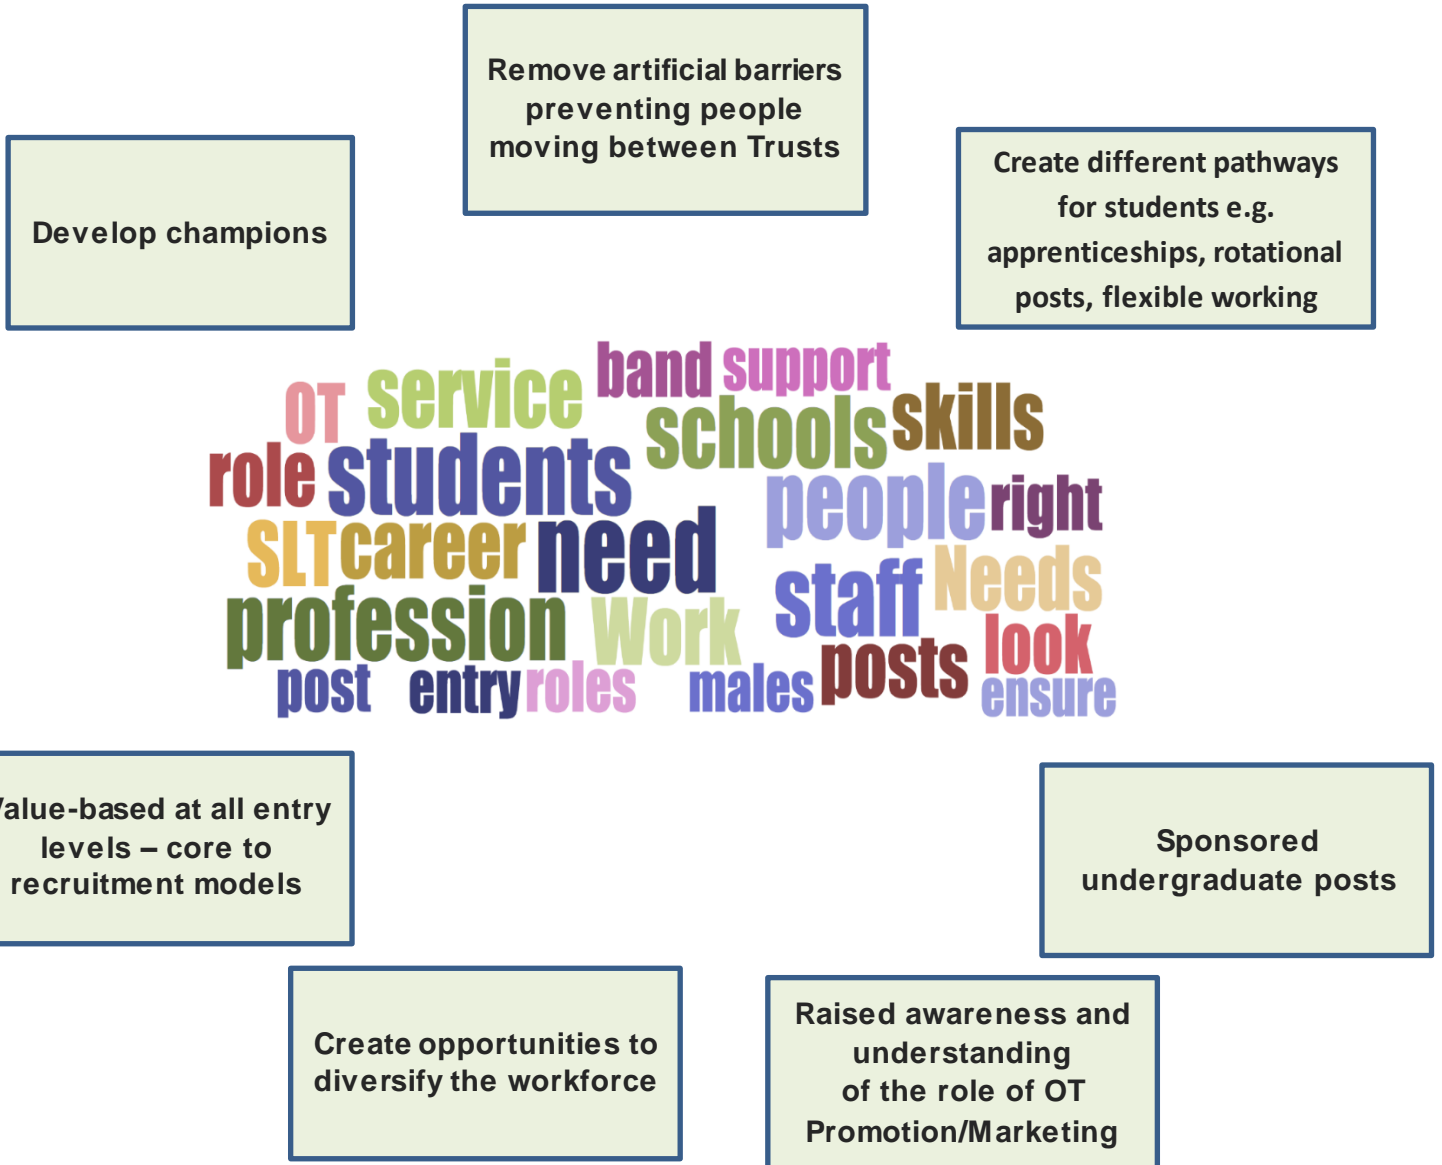 Remove artificial barriers
preventing people
moving between Trusts
Develop champions
Create different pathways
for students e.g.
apprenticeships, rotational
posts, flexible working
band support
OT service
schools skills
role students
people right
SLT career need
staff Needs
profession Work
posts look
post entry roles males
ensure
Value-based at all entry
levels – core to
recruitment models
Sponsored
undergraduate posts
Create opportunities to
diversify the workforce
Raised awareness and
understanding
of the role of OT
Promotion/Marketing